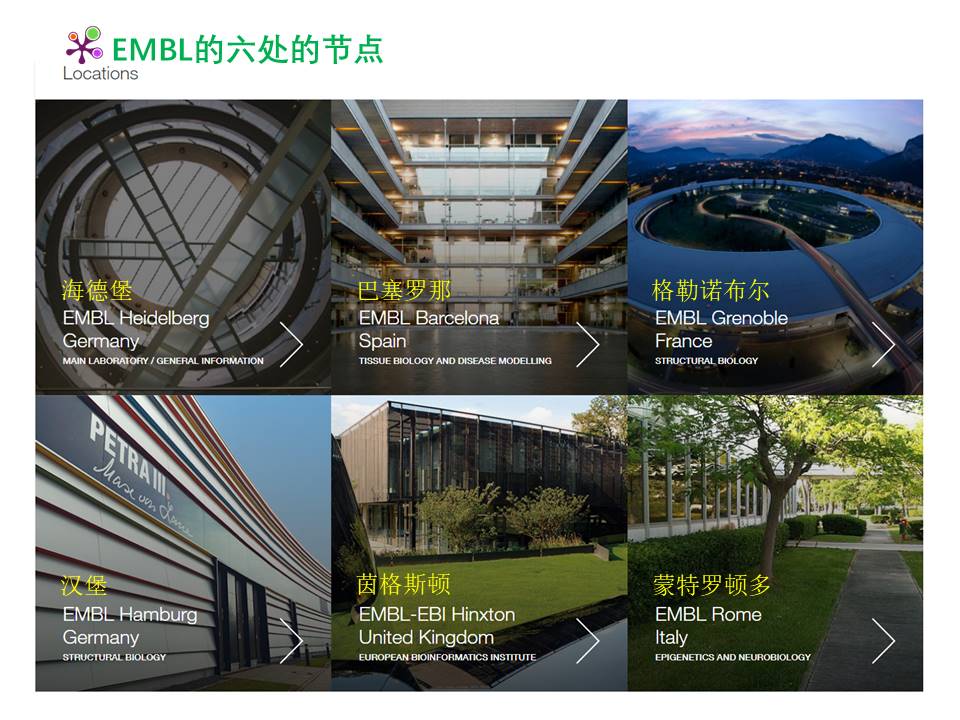 EMBL的六处的节点
Locations
海德堡
EMBL Heidelberg
Germany
MAIN LABORATORY / GENERAL INFORMATION
巴塞罗那
EMBL Barcelona
Spain
TISSUE BIOLOGY AND DISEASE MODELLING
格勒诺布尔
EMBL Grenoble
France
STRUCTURAL BIOLOGY
PETRA III
Max von Laue
汉堡
EMBL Hamburg
Germany
STRUCTURAL BIOLOGY
茵格斯顿
EMBL-EBI Hinxton
United Kingdom
EUROPEAN BIOINFORMATICS INSTITUTE
蒙特罗顿多
EMBL Rome
Italy
EPIGENETICS AND NEUROBIOLOGY